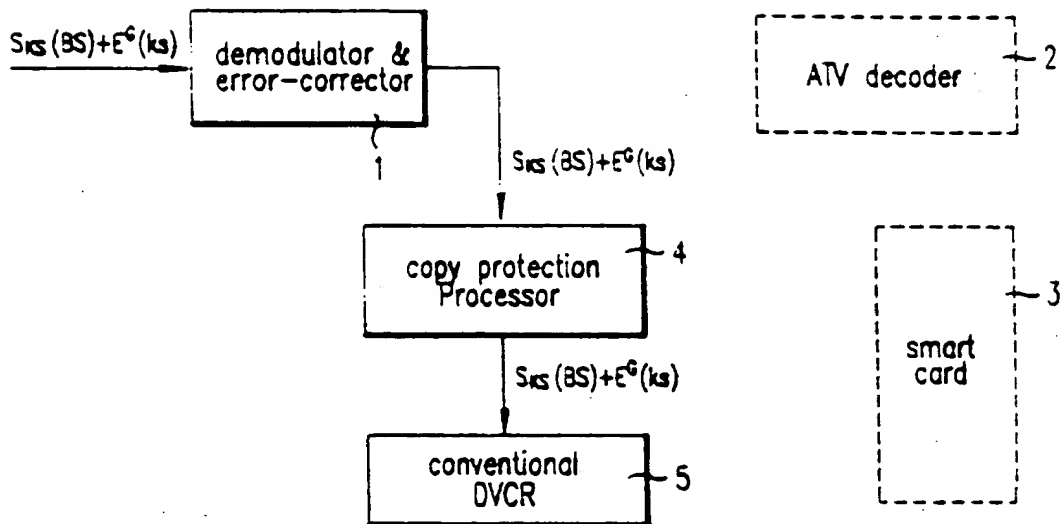 S_KS(BS)+E^G(ks)
demodulator &
error-corrector
1
ATV decoder
2
S_KS(BS)+E^G(ks)
copy protection
Processor
4
smart
card
3
S_KS(BS)+E^G(ks)
conventional
DVCR
5